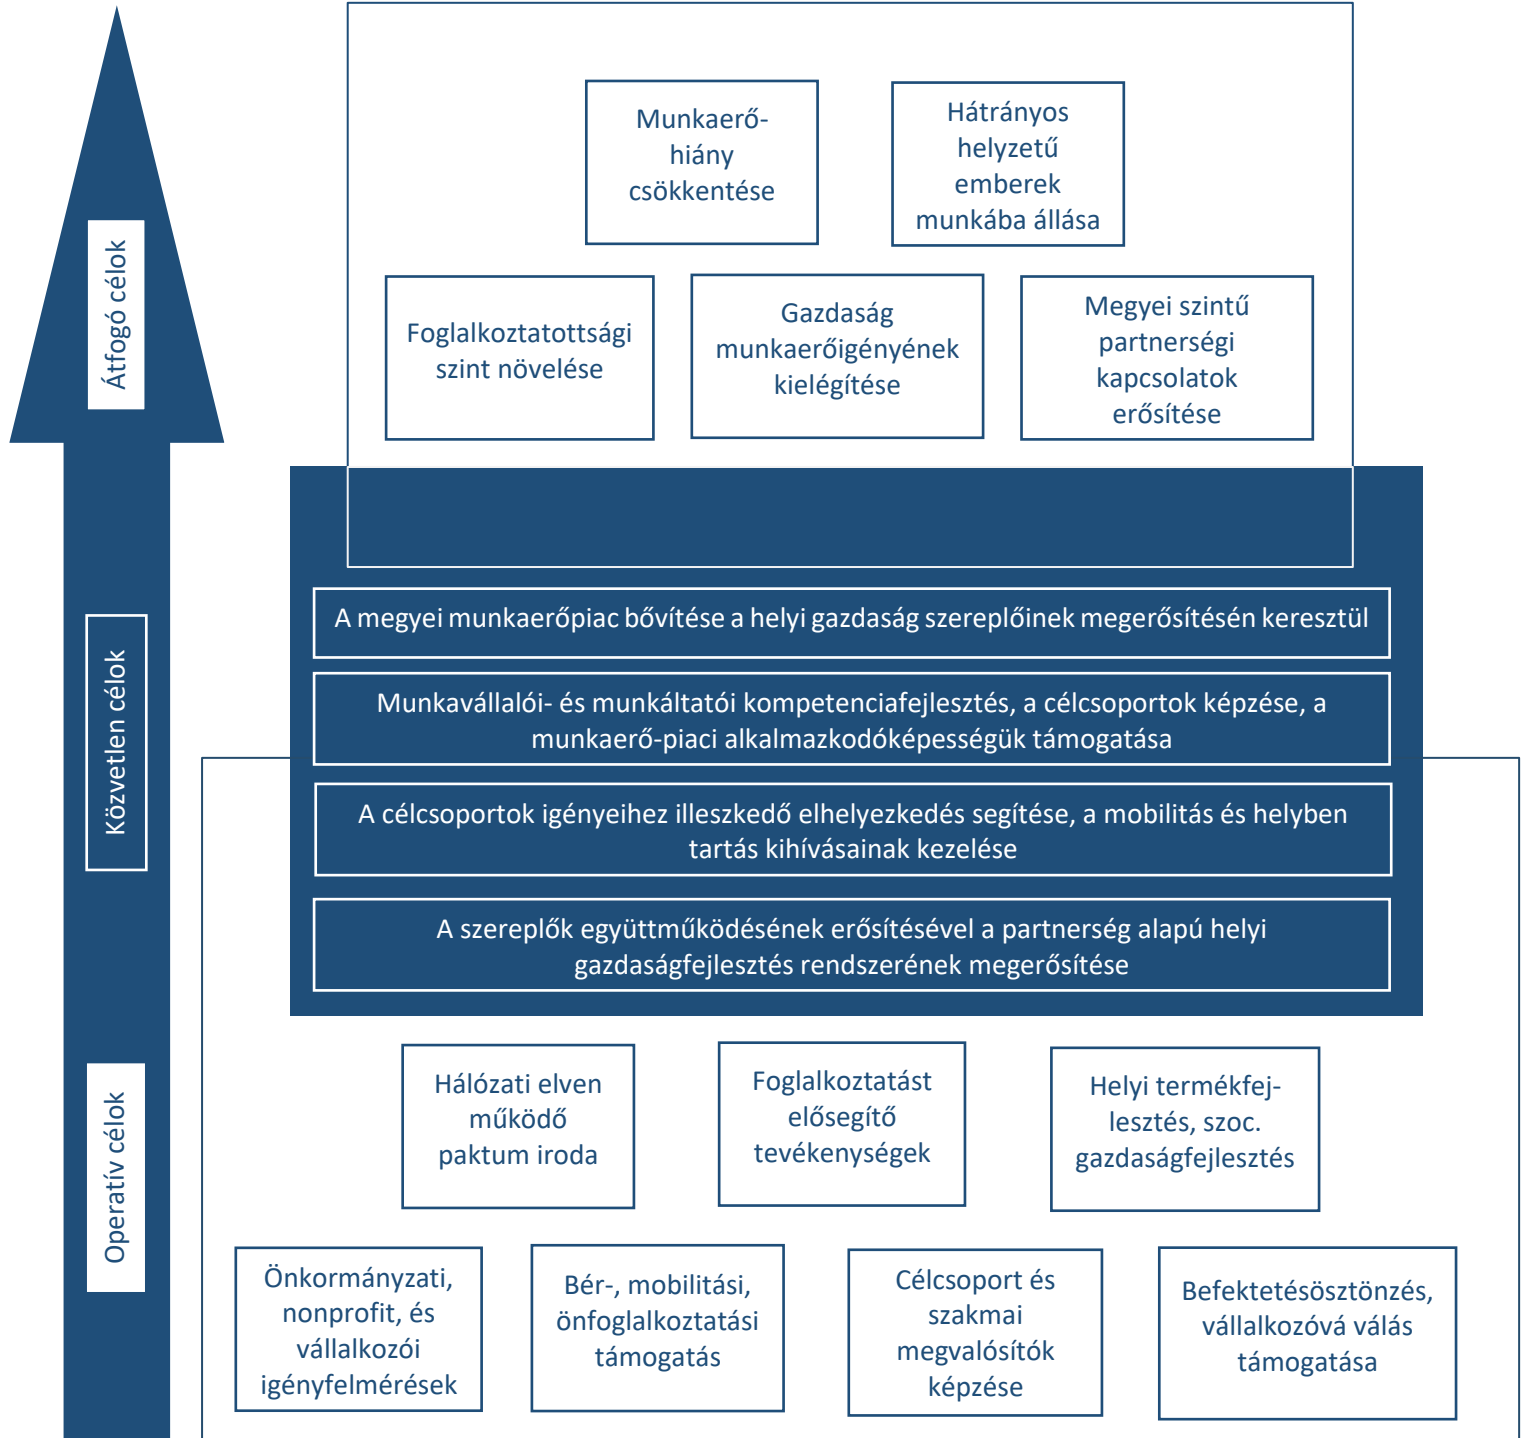 Átfogó célok
Munkaerő-
hiány
csökkentése
Hátrányos
helyzetű
emberek
munkába állása
Foglalkoztatottsági
szint növelése
Gazdaság
munkaerőigényének
kielégítése
Megyei szintű
partnerségi
kapcsolatok
erősítése
Közvetlen célok
A megyei munkaerőpiac bővítése a helyi gazdaság szereplőinek megerősítésén keresztül
Munkavállalói- és munkáltatói kompetenciafejlesztés, a célcsoportok képzése, a
munkaerő-piaci alkalmazkodóképességük támogatása
A célcsoportok igényeihez illeszkedő elhelyezkedés segítése, a mobilitás és helyben
tartás kihívásainak kezelése
A szereplők együttműködésének erősítésével a partnerség alapú helyi
gazdaságfejlesztés rendszerének megerősítése
Operatív célok
Hálózati elven
működő
paktum iroda
Foglalkoztatást
elősegítő
tevékenységek
Helyi termékfej-
lesztés, szoc.
gazdaságfejlesztés
Önkormányzati,
nonprofit, és
vállalkozói
igényfelmérések
Bér-, mobilitási,
önfoglalkoztatási
támogatás
Célcsoport és
szakmai
megvalósítók
képzése
Befektetésösztönzés,
vállalkozóvá válás
támogatása